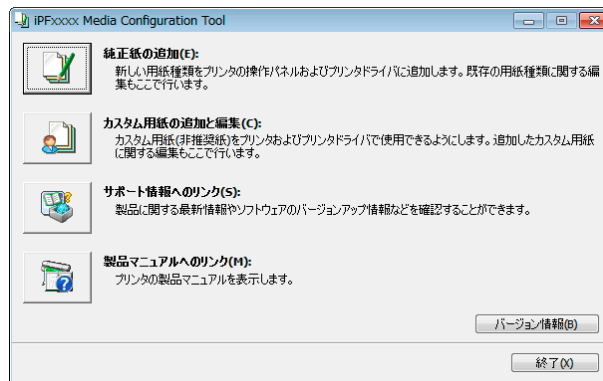 iPFxxxx Media Configuration Tool
純正紙の追加(E):
新しい用紙種類をプリンタの操作パネルおよびプリンタドライバに追加します。既存の用紙種類に関する編
集もここで行います。
カスタム用紙の追加と編集(C):
カスタム用紙(非推奨紙)をプリンタおよびプリンタドライバで使用できるようにします。追加したカスタム用紙
に関する編集もここで行います。
サポート情報へのリンク(S):
製品に関する最新情報やソフトウェアのバージョンアップ情報などを確認することができます。
製品マニュアルへのリンク(M):
プリンタの製品マニュアルを表示します。
バージョン情報(B)
終了(X)